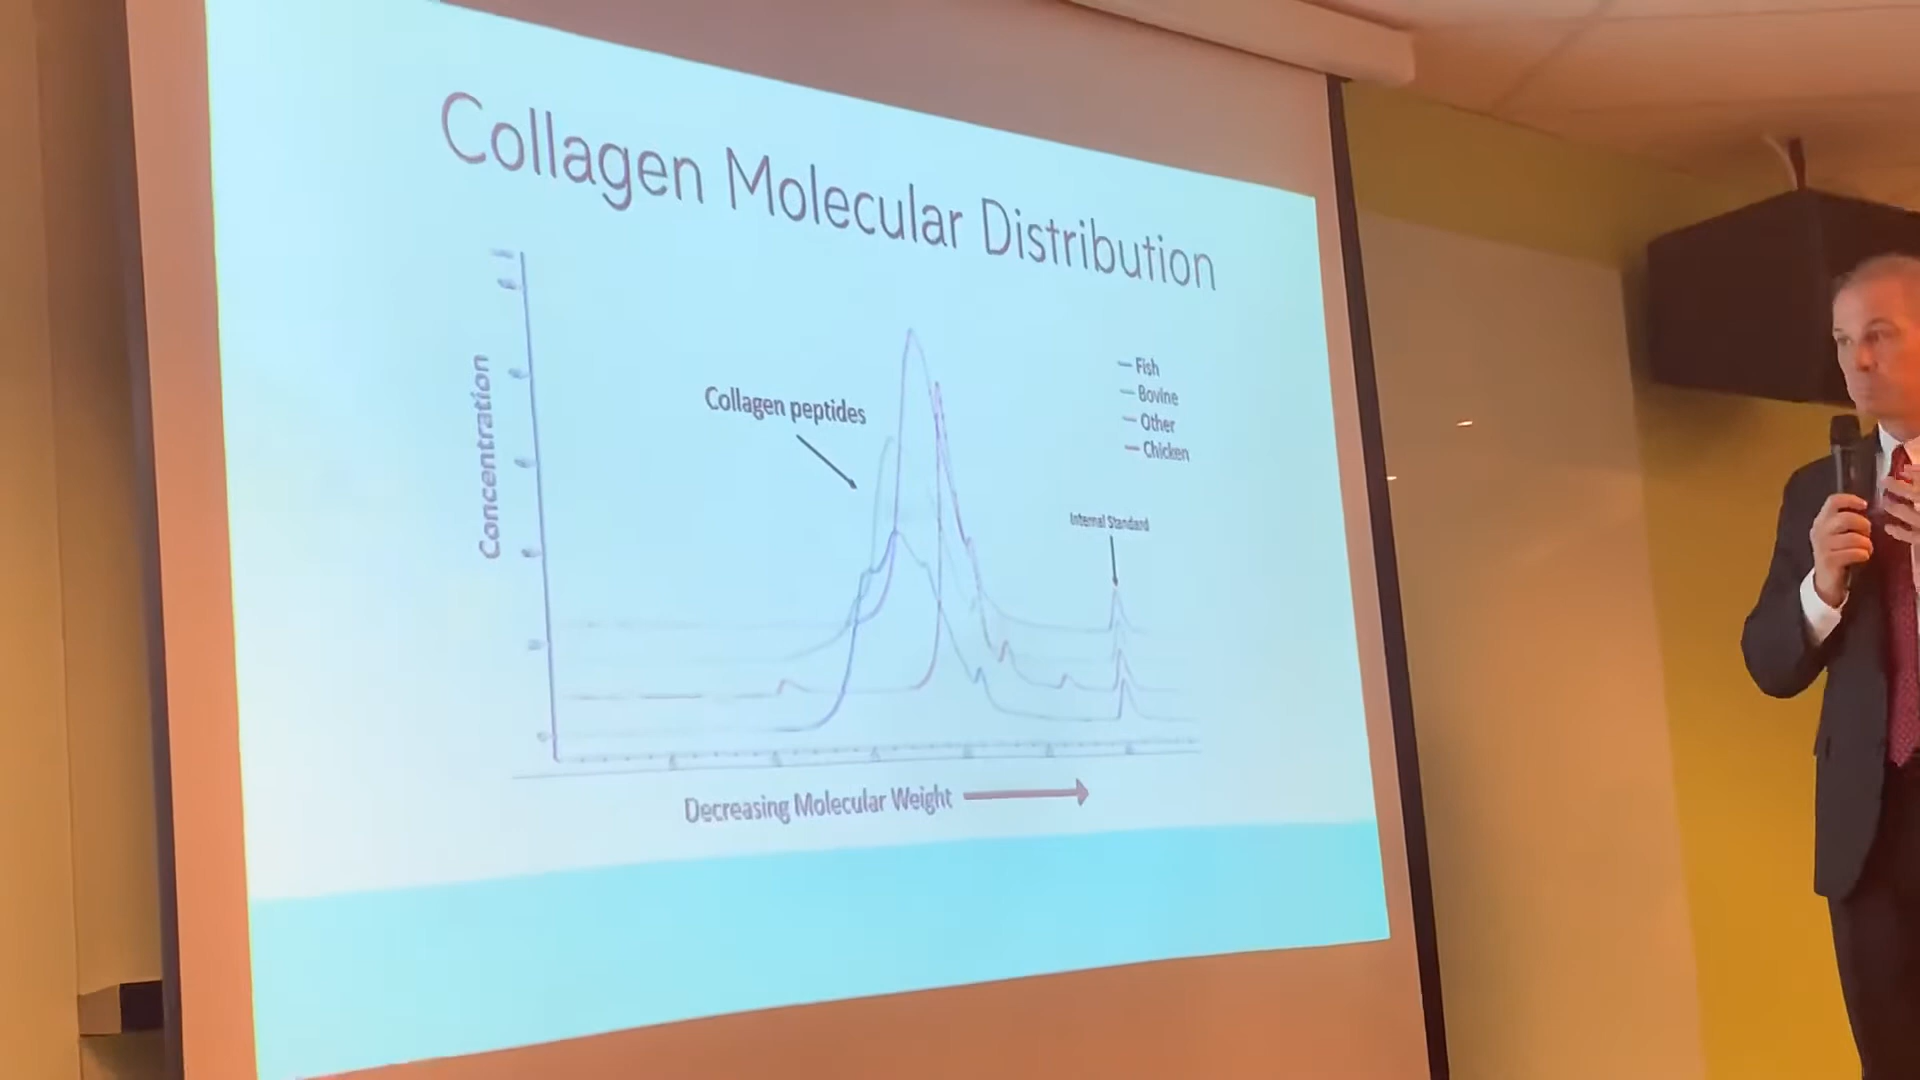 Collagen Molecular Distribution
Concentration
Collagen peptides
Fish
Bovine
Other
Chicken
Internal Standard
Decreasing Molecular Weight